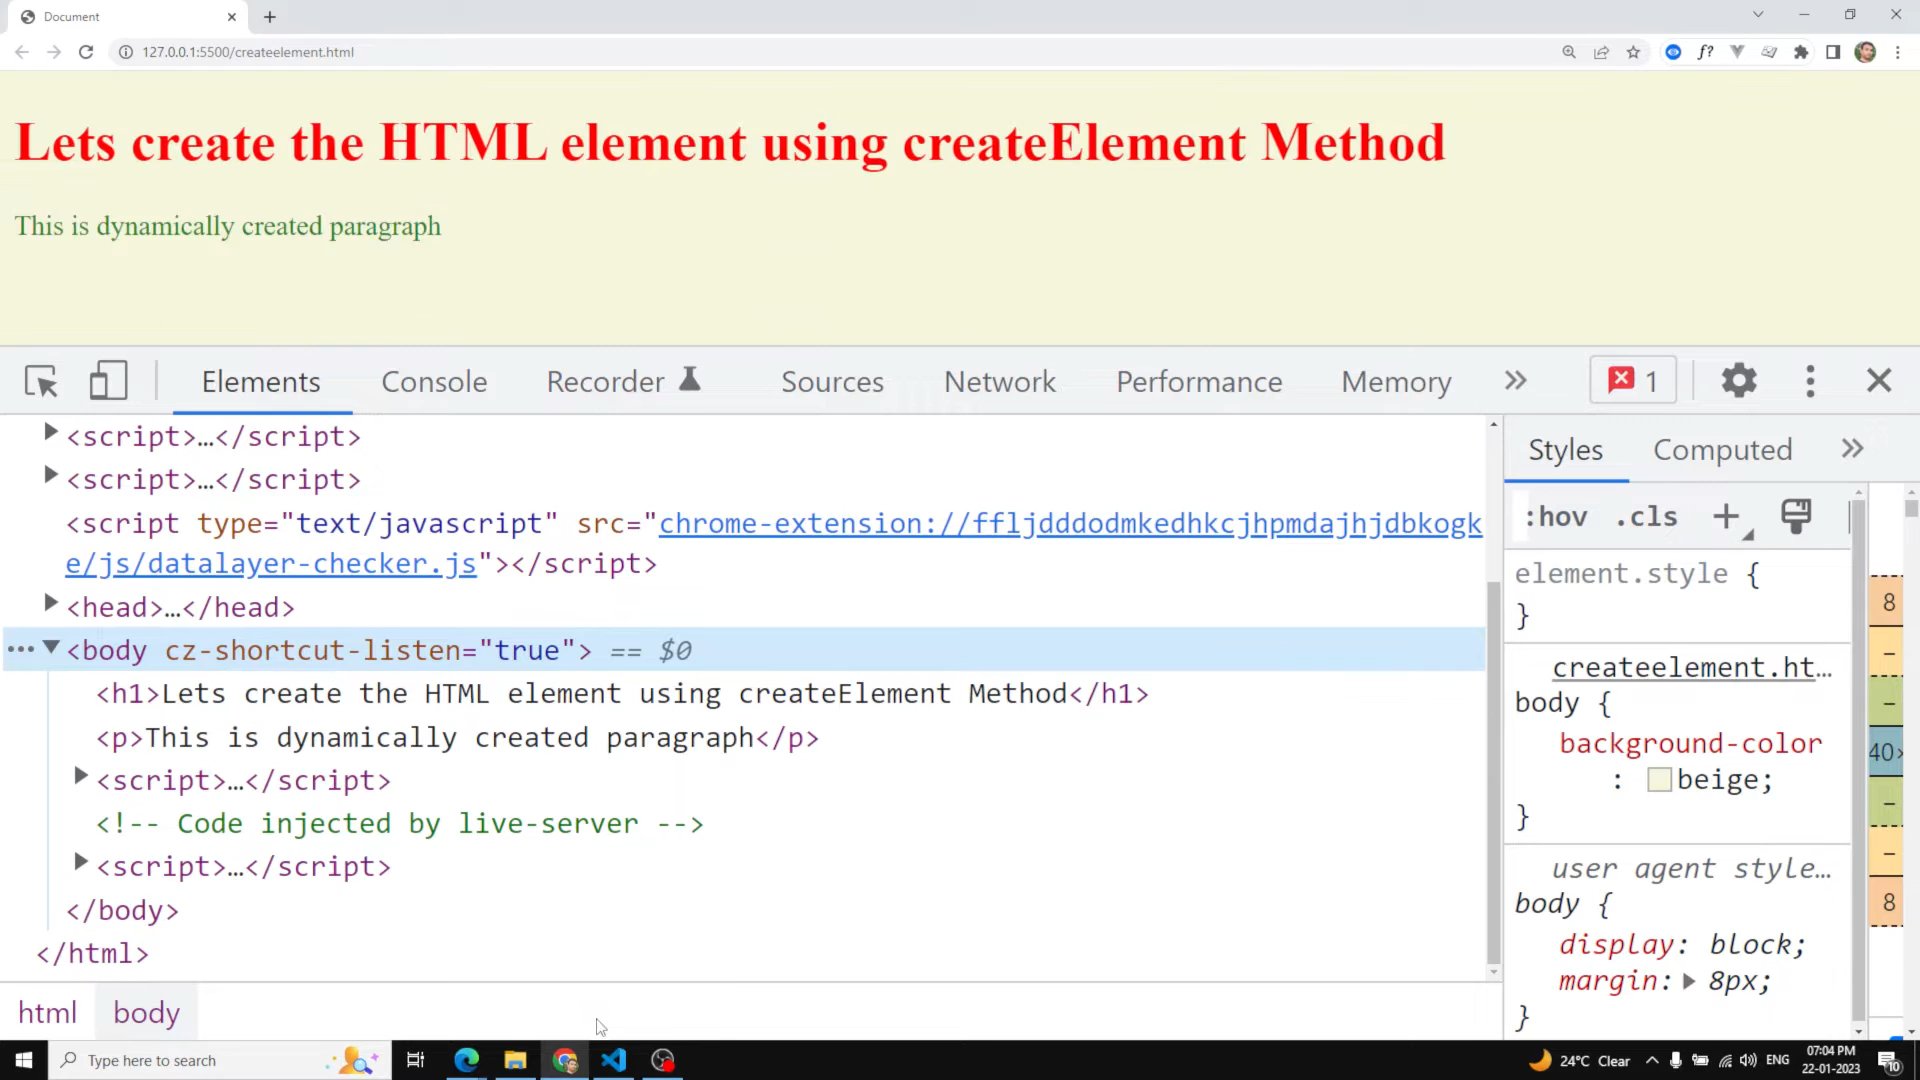 Document
127.0.0.1:5500/createelement.html
f?
Lets create the HTML element using createElement Method
This is dynamically created paragraph
Elements Console Recorder Sources Network Performance Memory 1
<script>…</script>
<script>…</script>
<script type="text/javascript" src="chrome-extension://ffljdddodmkedhkcjhpmdajhjdbkogk
e/js/datalayer-checker.js"></script>
<head>…</head>
<body cz-shortcut-listen="true"> == $0
<h1>Lets create the HTML element using createElement Method</h1>
<p>This is dynamically created paragraph</p>
<script>…</script>
<!-- Code injected by live-server -->
<script>…</script>
</body>
</html>
html body
Styles Computed
:hov .cls
element.style {
}
createelement.ht…
body {
background-color
: beige;
}
user agent style…
body {
display: block;
margin: 8px;
}
8
–
–
40×
–
–
8
Type here to search
24°C Clear
ENG
07:04 PM
22-01-2023
10